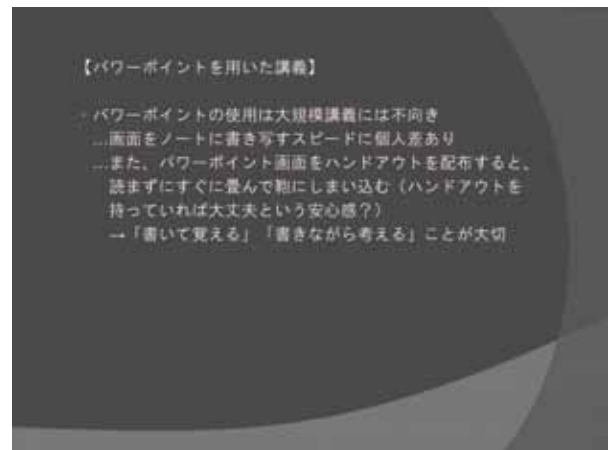 【パワーポイントを用いた講義】
・パワーポイントの使用は大規模講義には不向き
…画面をノートに書き写すスピードに個人差あり
…また、パワーポイント画面をハンドアウトを配布すると、
読まずにすぐに畳んで鞄にしまい込む（ハンドアウトを
持っていれば大丈夫という安心感？）
→「書いて覚える」「書きながら考える」ことが大切